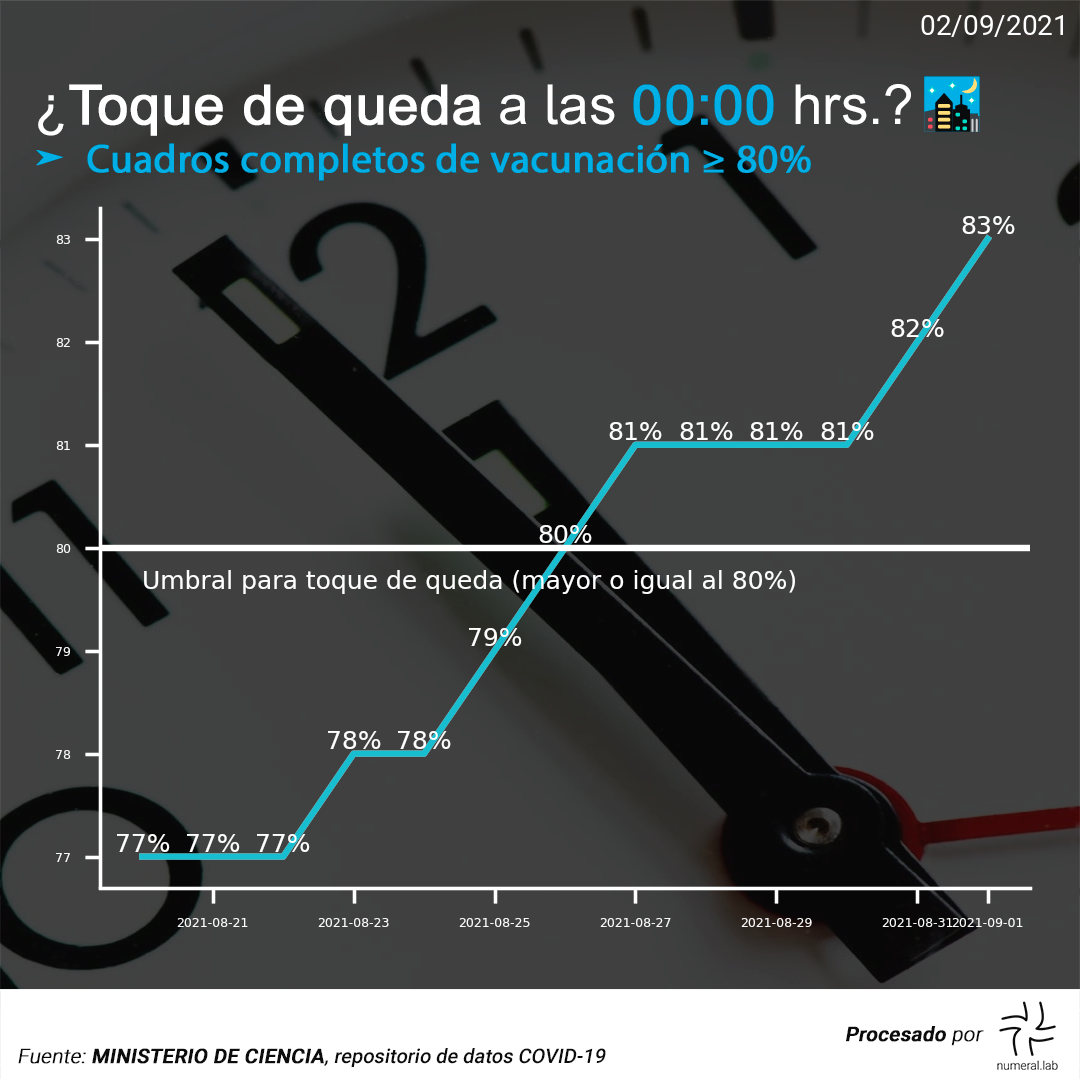 02/09/2021
¿Toque de queda a las 00:00 hrs.?
➤ Cuadros completos de vacunación ≥ 80%
83%
83
82%
82
81% 81% 81% 81%
81
80%
80
Umbral para toque de queda (mayor o igual al 80%)
79%
79
78% 78%
78
77% 77% 77%
77
2021-08-21 2021-08-23 2021-08-25 2021-08-27 2021-08-29 2021-08-31 2021-09-01
Procesado por
numeral.lab
Fuente: MINISTERIO DE CIENCIA, repositorio de datos COVID-19